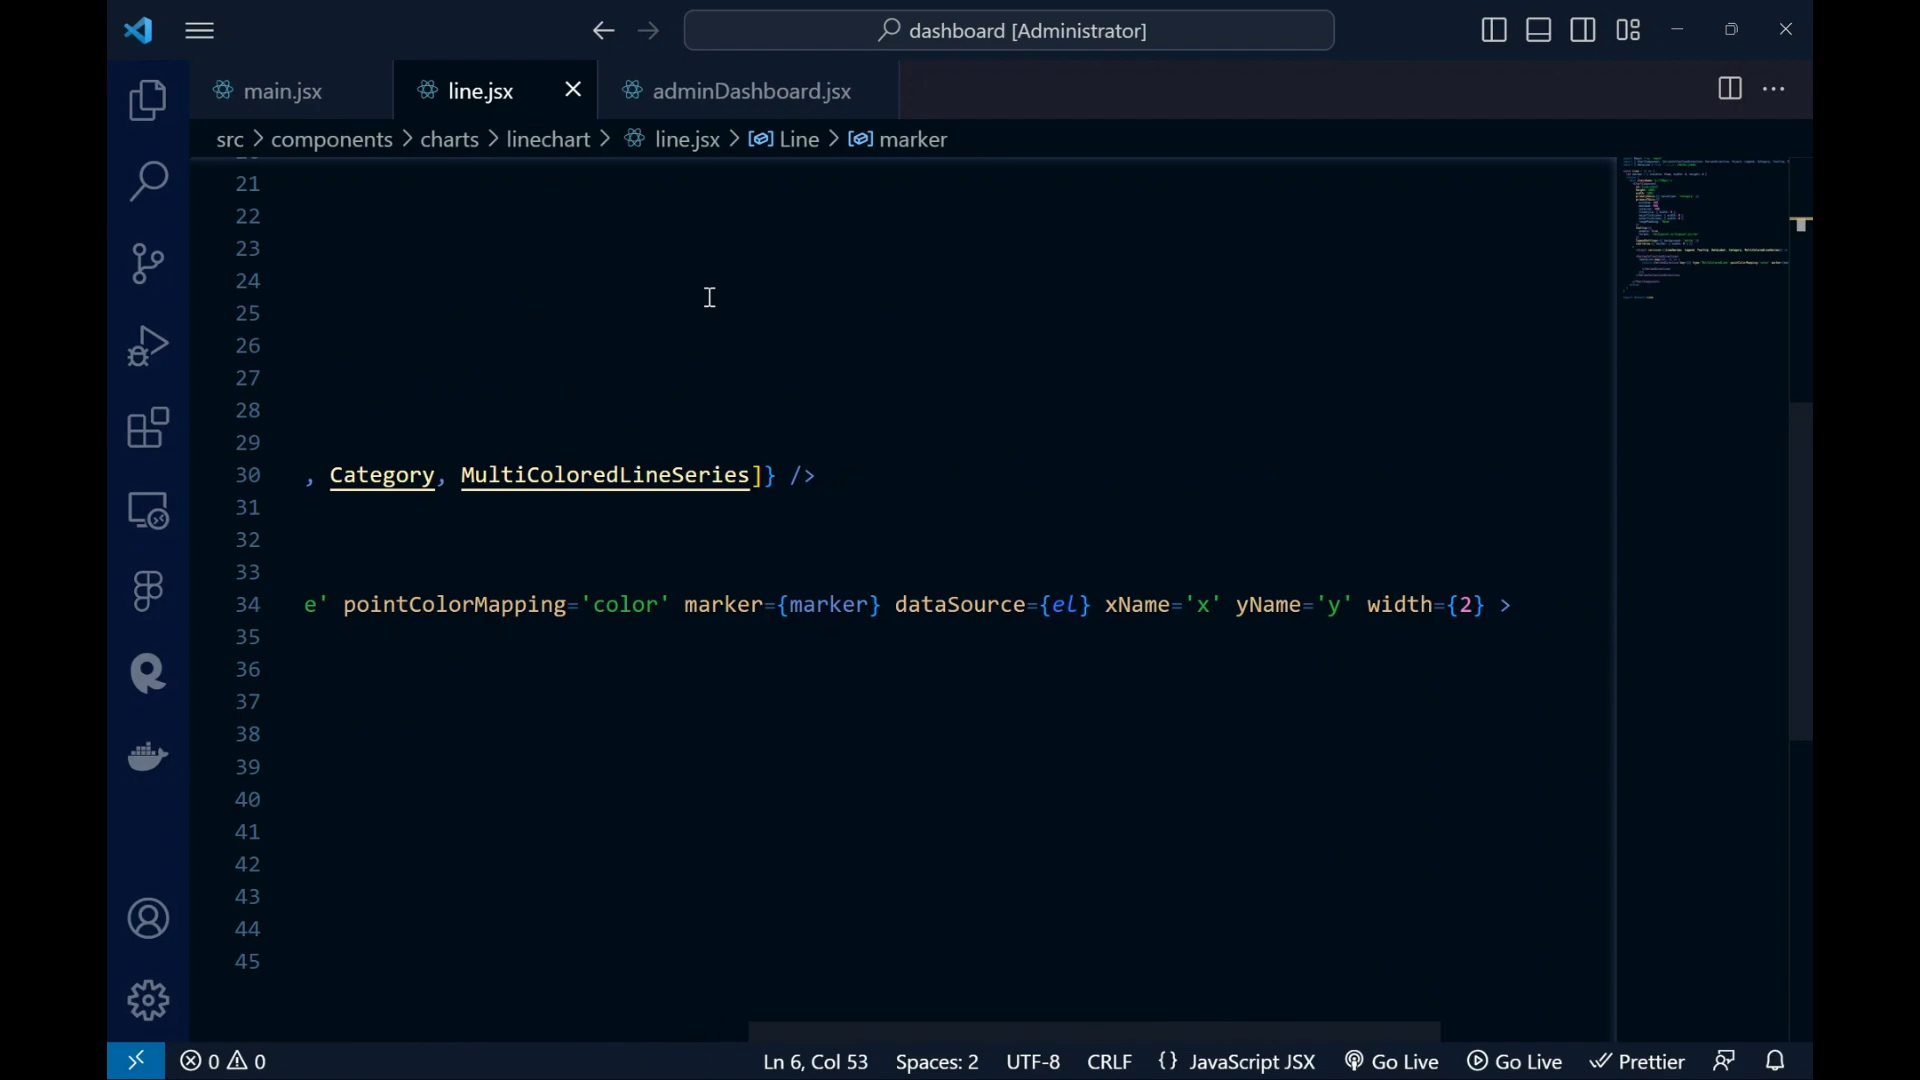 dashboard [Administrator]
main.jsx
line.jsx
adminDashboard.jsx
src > components > charts > linechart > line.jsx > Line > marker
21
22
23
24
25
26
27
28
29
30 , Category, MultiColoredLineSeries]} />
31
32
33
34 e' pointColorMapping='color' marker={marker} dataSource={el} xName='x' yName='y' width={2} >
35
36
37
38
39
40
41
42
43
44
45
0 0 Ln 6, Col 53 Spaces: 2 UTF-8 CRLF {} JavaScript JSX Go Live Go Live Prettier